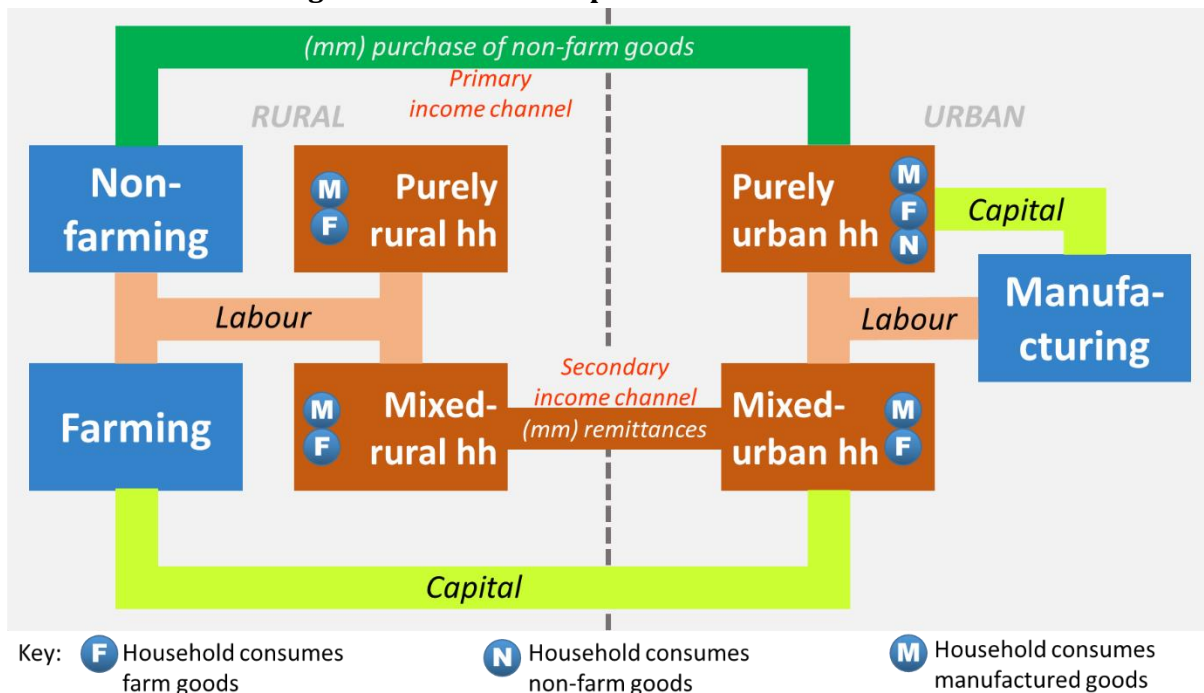 (mm) purchase of non-farm goods
Primary
income channel
RURAL
URBAN
Non-
farming
M
F
Purely
rural hh
Purely
urban hh
M
F
N
Capital
Labour
Labour
Manufa-
cturing
Farming
M
F
Mixed-
rural hh
Secondary
income channel
(mm) remittances
Mixed-
urban hh
M
F
Capital
Key:
F Household consumes
farm goods
N Household consumes
non-farm goods
M Household consumes
manufactured goods